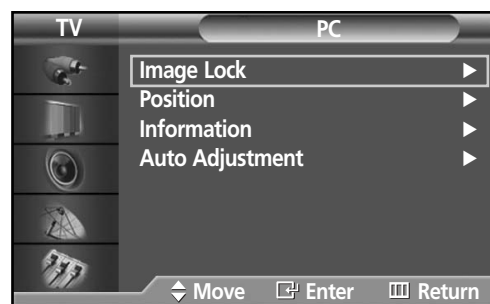 TV
PC
Image Lock
Position
Information
Auto Adjustment
Move Enter Return